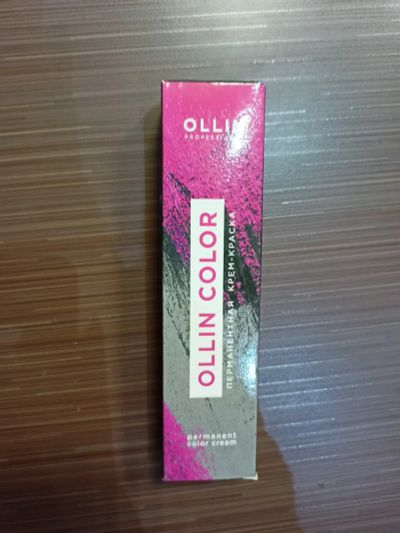 OLLIN
PROFESSIONAL
OLLIN COLOR
ПЕРМАНЕНТНАЯ КРЕМ-КРАСКА
permanent
color cream